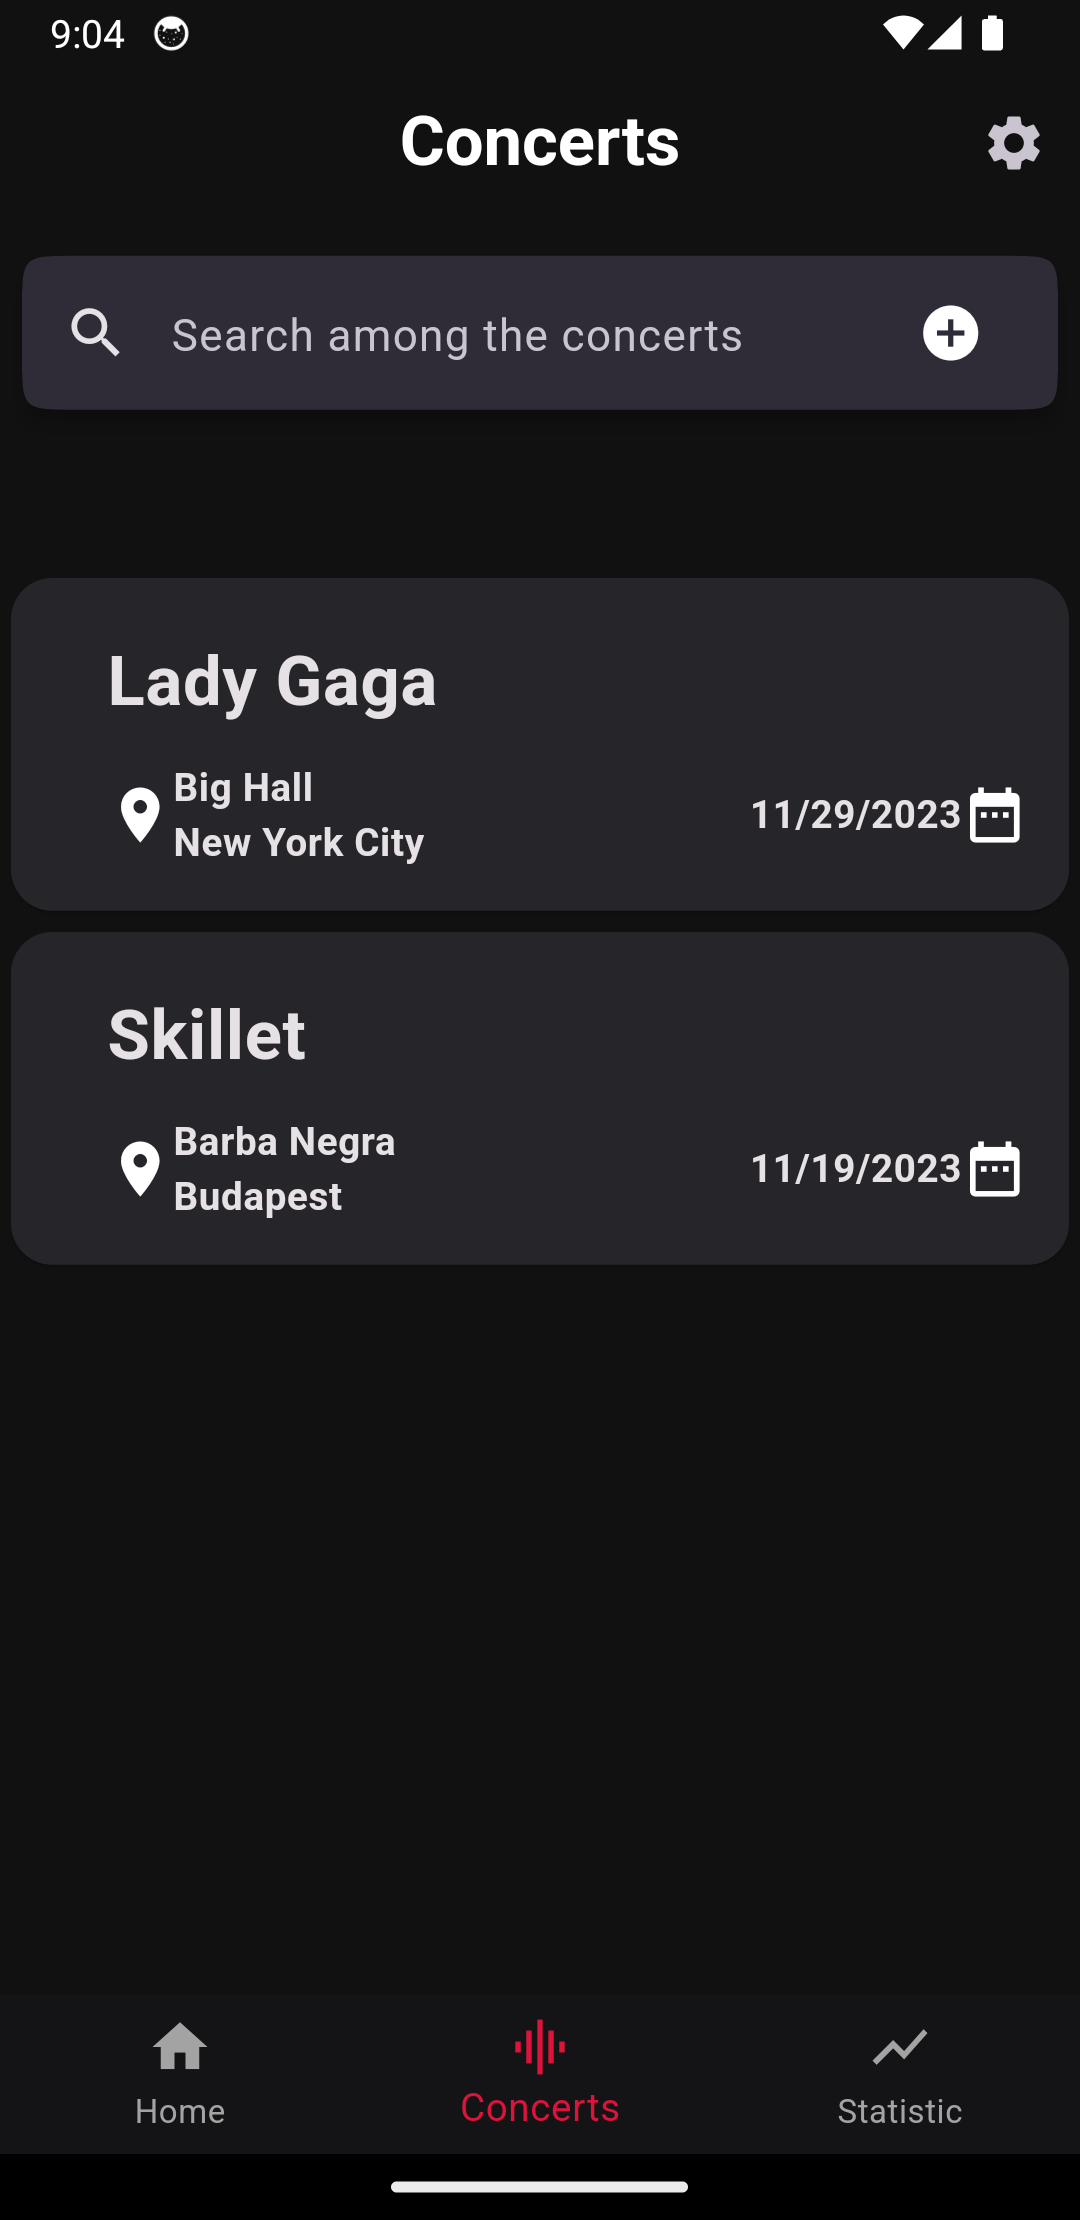 9:04
Concerts
Search among the concerts
Lady Gaga
Big Hall
New York City
11/29/2023
Skillet
Barba Negra
Budapest
11/19/2023
Home
Concerts
Statistic